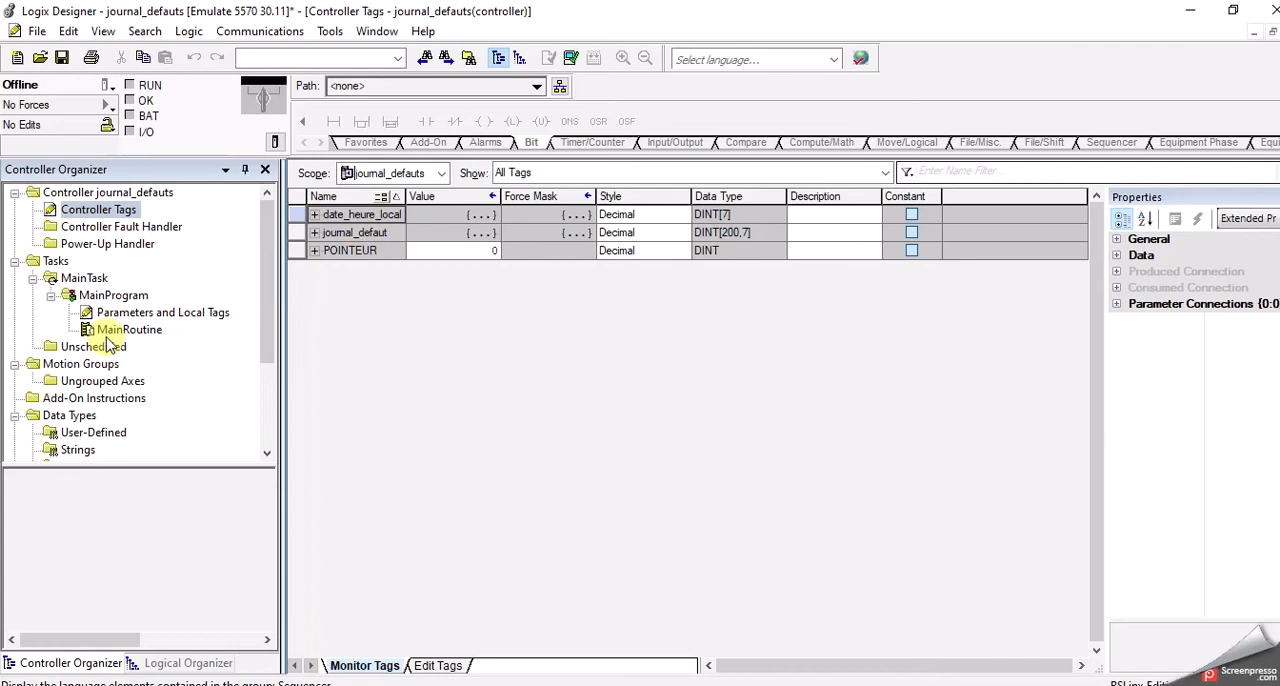 Logix Designer - journal_defauts [Emulate 5570 30.11]* - [Controller Tags - journal_defauts(controller)]
File Edit View Search Logic Communications Tools Window Help
Select language...
Offline
RUN
No Forces
OK
No Edits
BAT
I/O
Path: <none>
Favorites Add-On Alarms Bit Timer/Counter Input/Output Compare Compute/Math Move/Logical File/Misc. File/Shift Sequencer Equipment Phase
ONS OSR OSF
Controller Organizer
Controller journal_defauts
Controller Tags
Controller Fault Handler
Power-Up Handler
Tasks
MainTask
MainProgram
Parameters and Local Tags
MainRoutine
Unscheduled
Motion Groups
Ungrouped Axes
Add-On Instructions
Data Types
User-Defined
Strings
Controller Organizer Logical Organizer
Scope: journal_defauts Show: All Tags Enter Name Filter...
Name Value Force Mask Style Data Type Description Constant
date_heure_local {...} {...} Decimal DINT[7]
journal_defaut {...} {...} Decimal DINT[200,7]
POINTEUR 0 Decimal DINT
Monitor Tags Edit Tags
Properties
Extended Pr
General
Data
Produced Connection
Consumed Connection
Parameter Connections {0:0
Screenpresso
.com